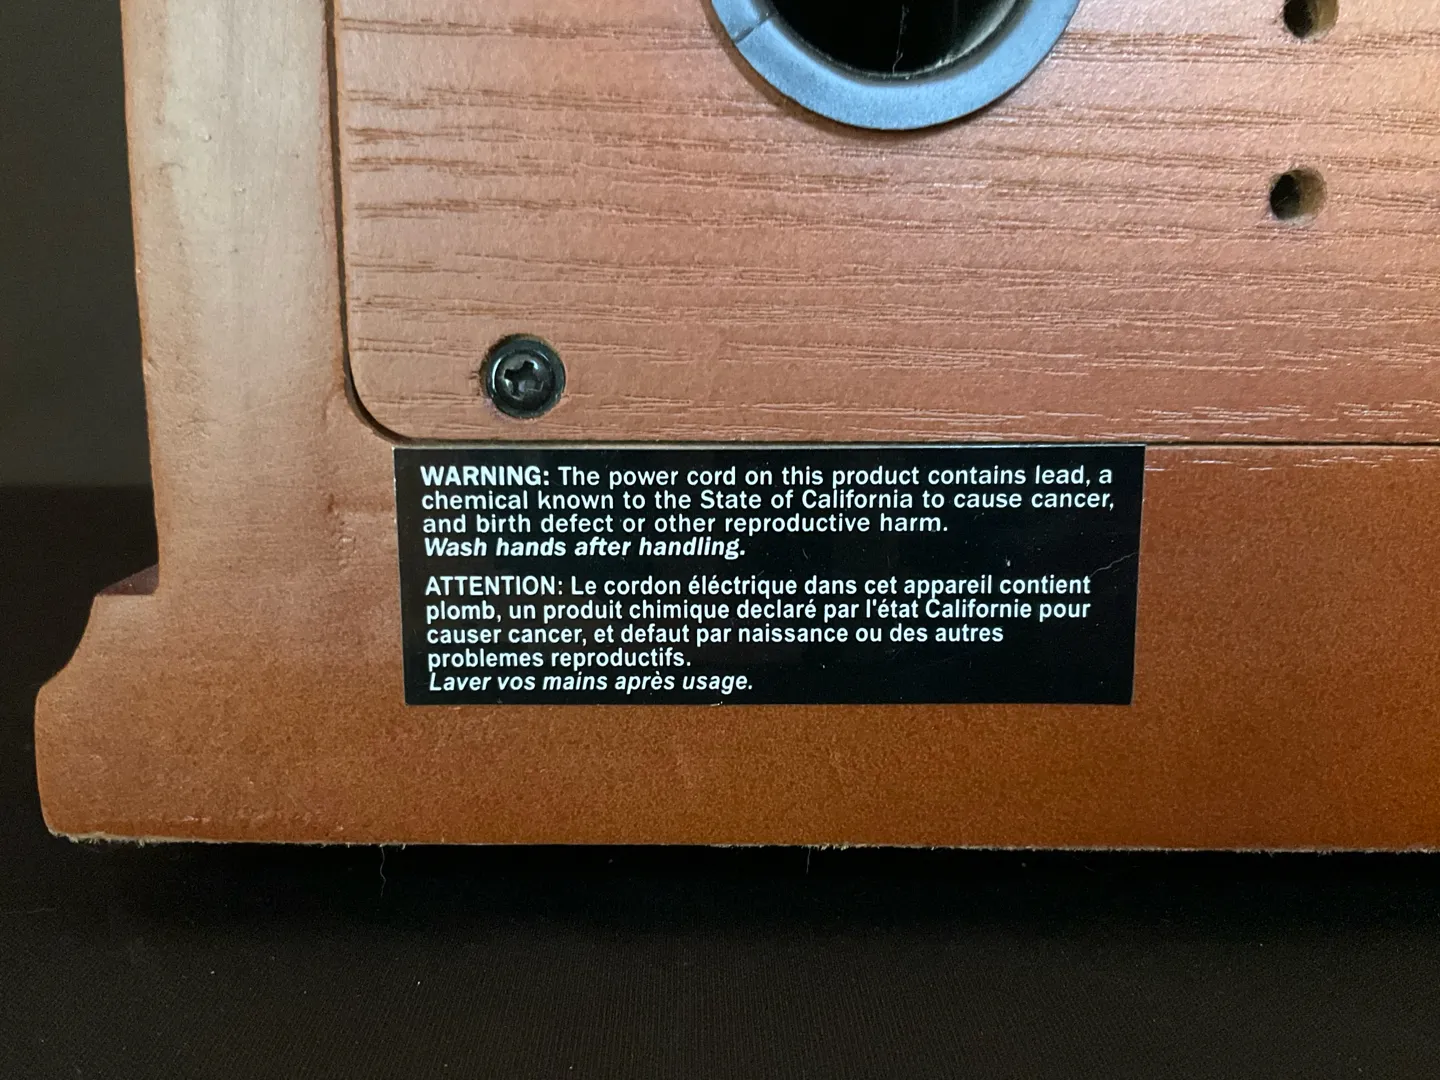 WARNING: The power cord on this product contains lead, a
chemical known to the State of California to cause cancer,
and birth defect or other reproductive harm.
Wash hands after handling.
ATTENTION: Le cordon éléctrique dans cet appareil contient
plomb, un produit chimique declaré par l'état Californie pour
causer cancer, et defaut par naissance ou des autres
problemes reproductifs.
Laver vos mains après usage.